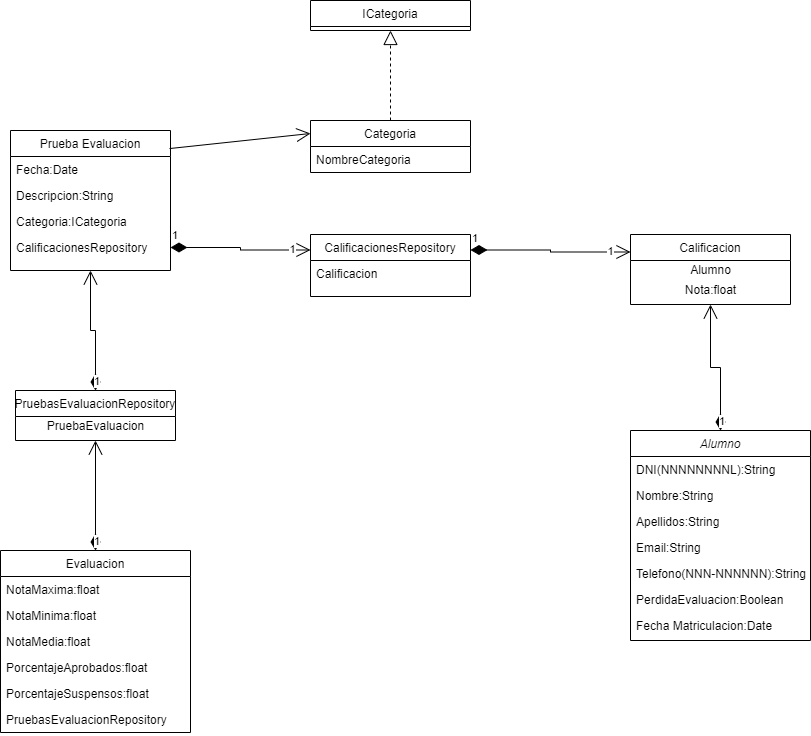 ICategoria
Categoria
NombreCategoria
Prueba Evaluacion
Fecha:Date
Descripcion:String
Categoria:ICategoria
CalificacionesRepository
1
1
CalificacionesRepository
Calificacion
1
1
Calificacion
Alumno
Nota:float
1
PruebasEvaluacionRepository
PruebaEvaluacion
1
Alumno
DNI(NNNNNNNNL):String
Nombre:String
Apellidos:String
Email:String
Telefono(NNN-NNNNNN):String
PerdidaEvaluacion:Boolean
Fecha Matriculacion:Date
1
Evaluacion
NotaMaxima:float
NotaMinima:float
NotaMedia:float
PorcentajeAprobados:float
PorcentajeSuspensos:float
PruebasEvaluacionRepository